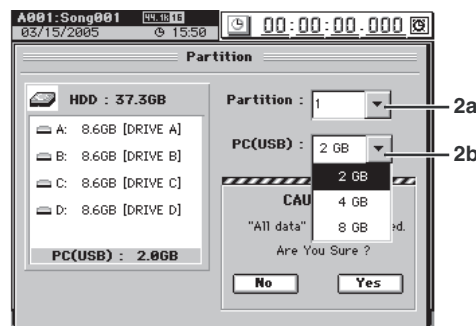 A001:Song001 44.1k 16
03/15/2005 15:50 00:00:00.000
Partition
HDD : 37.3GB
A: 8.6GB [DRIVE A]
B: 8.6GB [DRIVE B]
C: 8.6GB [DRIVE C]
D: 8.6GB [DRIVE D]
PC(USB) : 2.0GB
Partition : 1 2a
PC(USB) : 2 GB 2b
2 GB
4 GB
8 GB
CAU
"All data" ed.
Are You Sure ?
No Yes